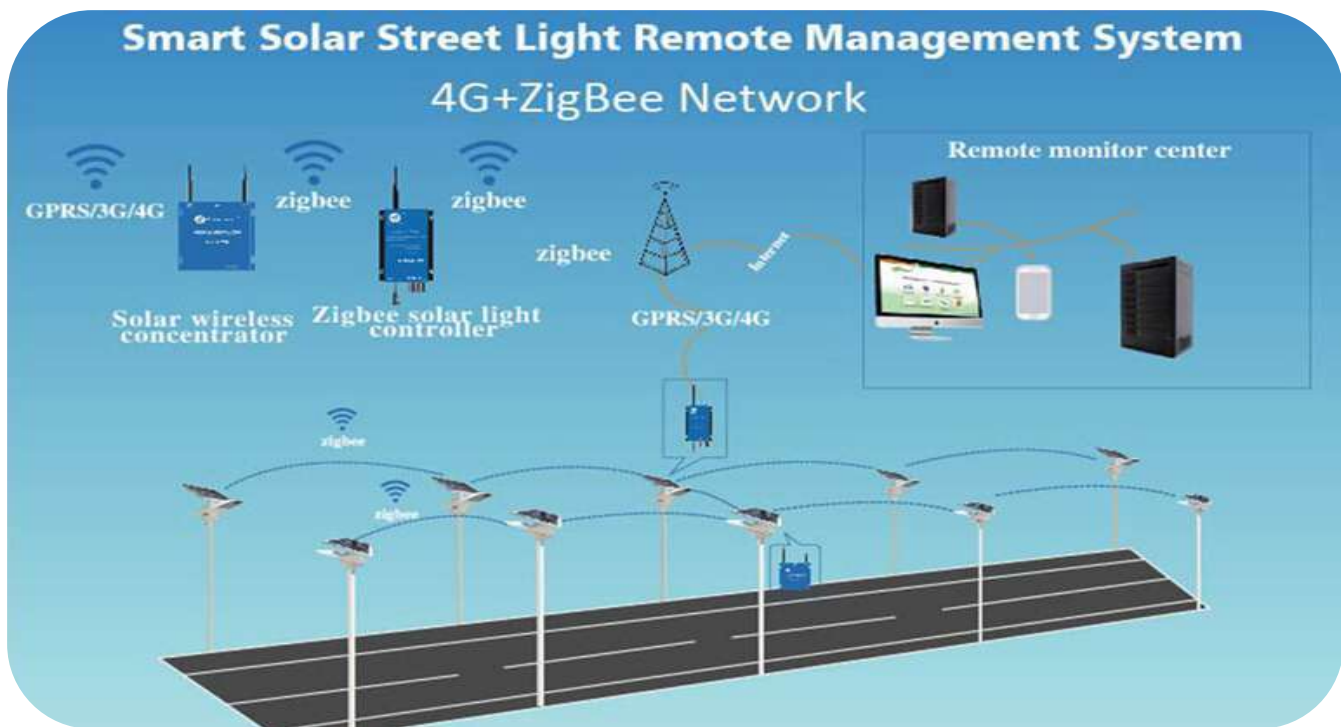 Smart Solar Street Light Remote Management System
4G+ZigBee Network
Remote monitor center
GPRS/3G/4G
zigbee
zigbee
zigbee
Internet
Solar wireless
concentrator
Zigbee solar light
controller
GPRS/3G/4G
zigbee
zigbee